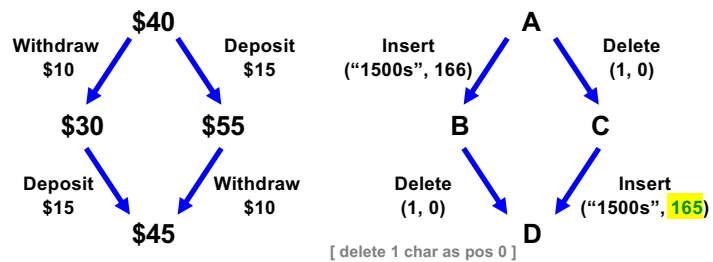 $40
Withdraw
$10
Deposit
$15
$30
$55
Deposit
$15
Withdraw
$10
$45
A
Insert
(“1500s”, 166)
Delete
(1, 0)
B
C
Delete
(1, 0)
Insert
(“1500s”, 165)
D
[ delete 1 char as pos 0 ]